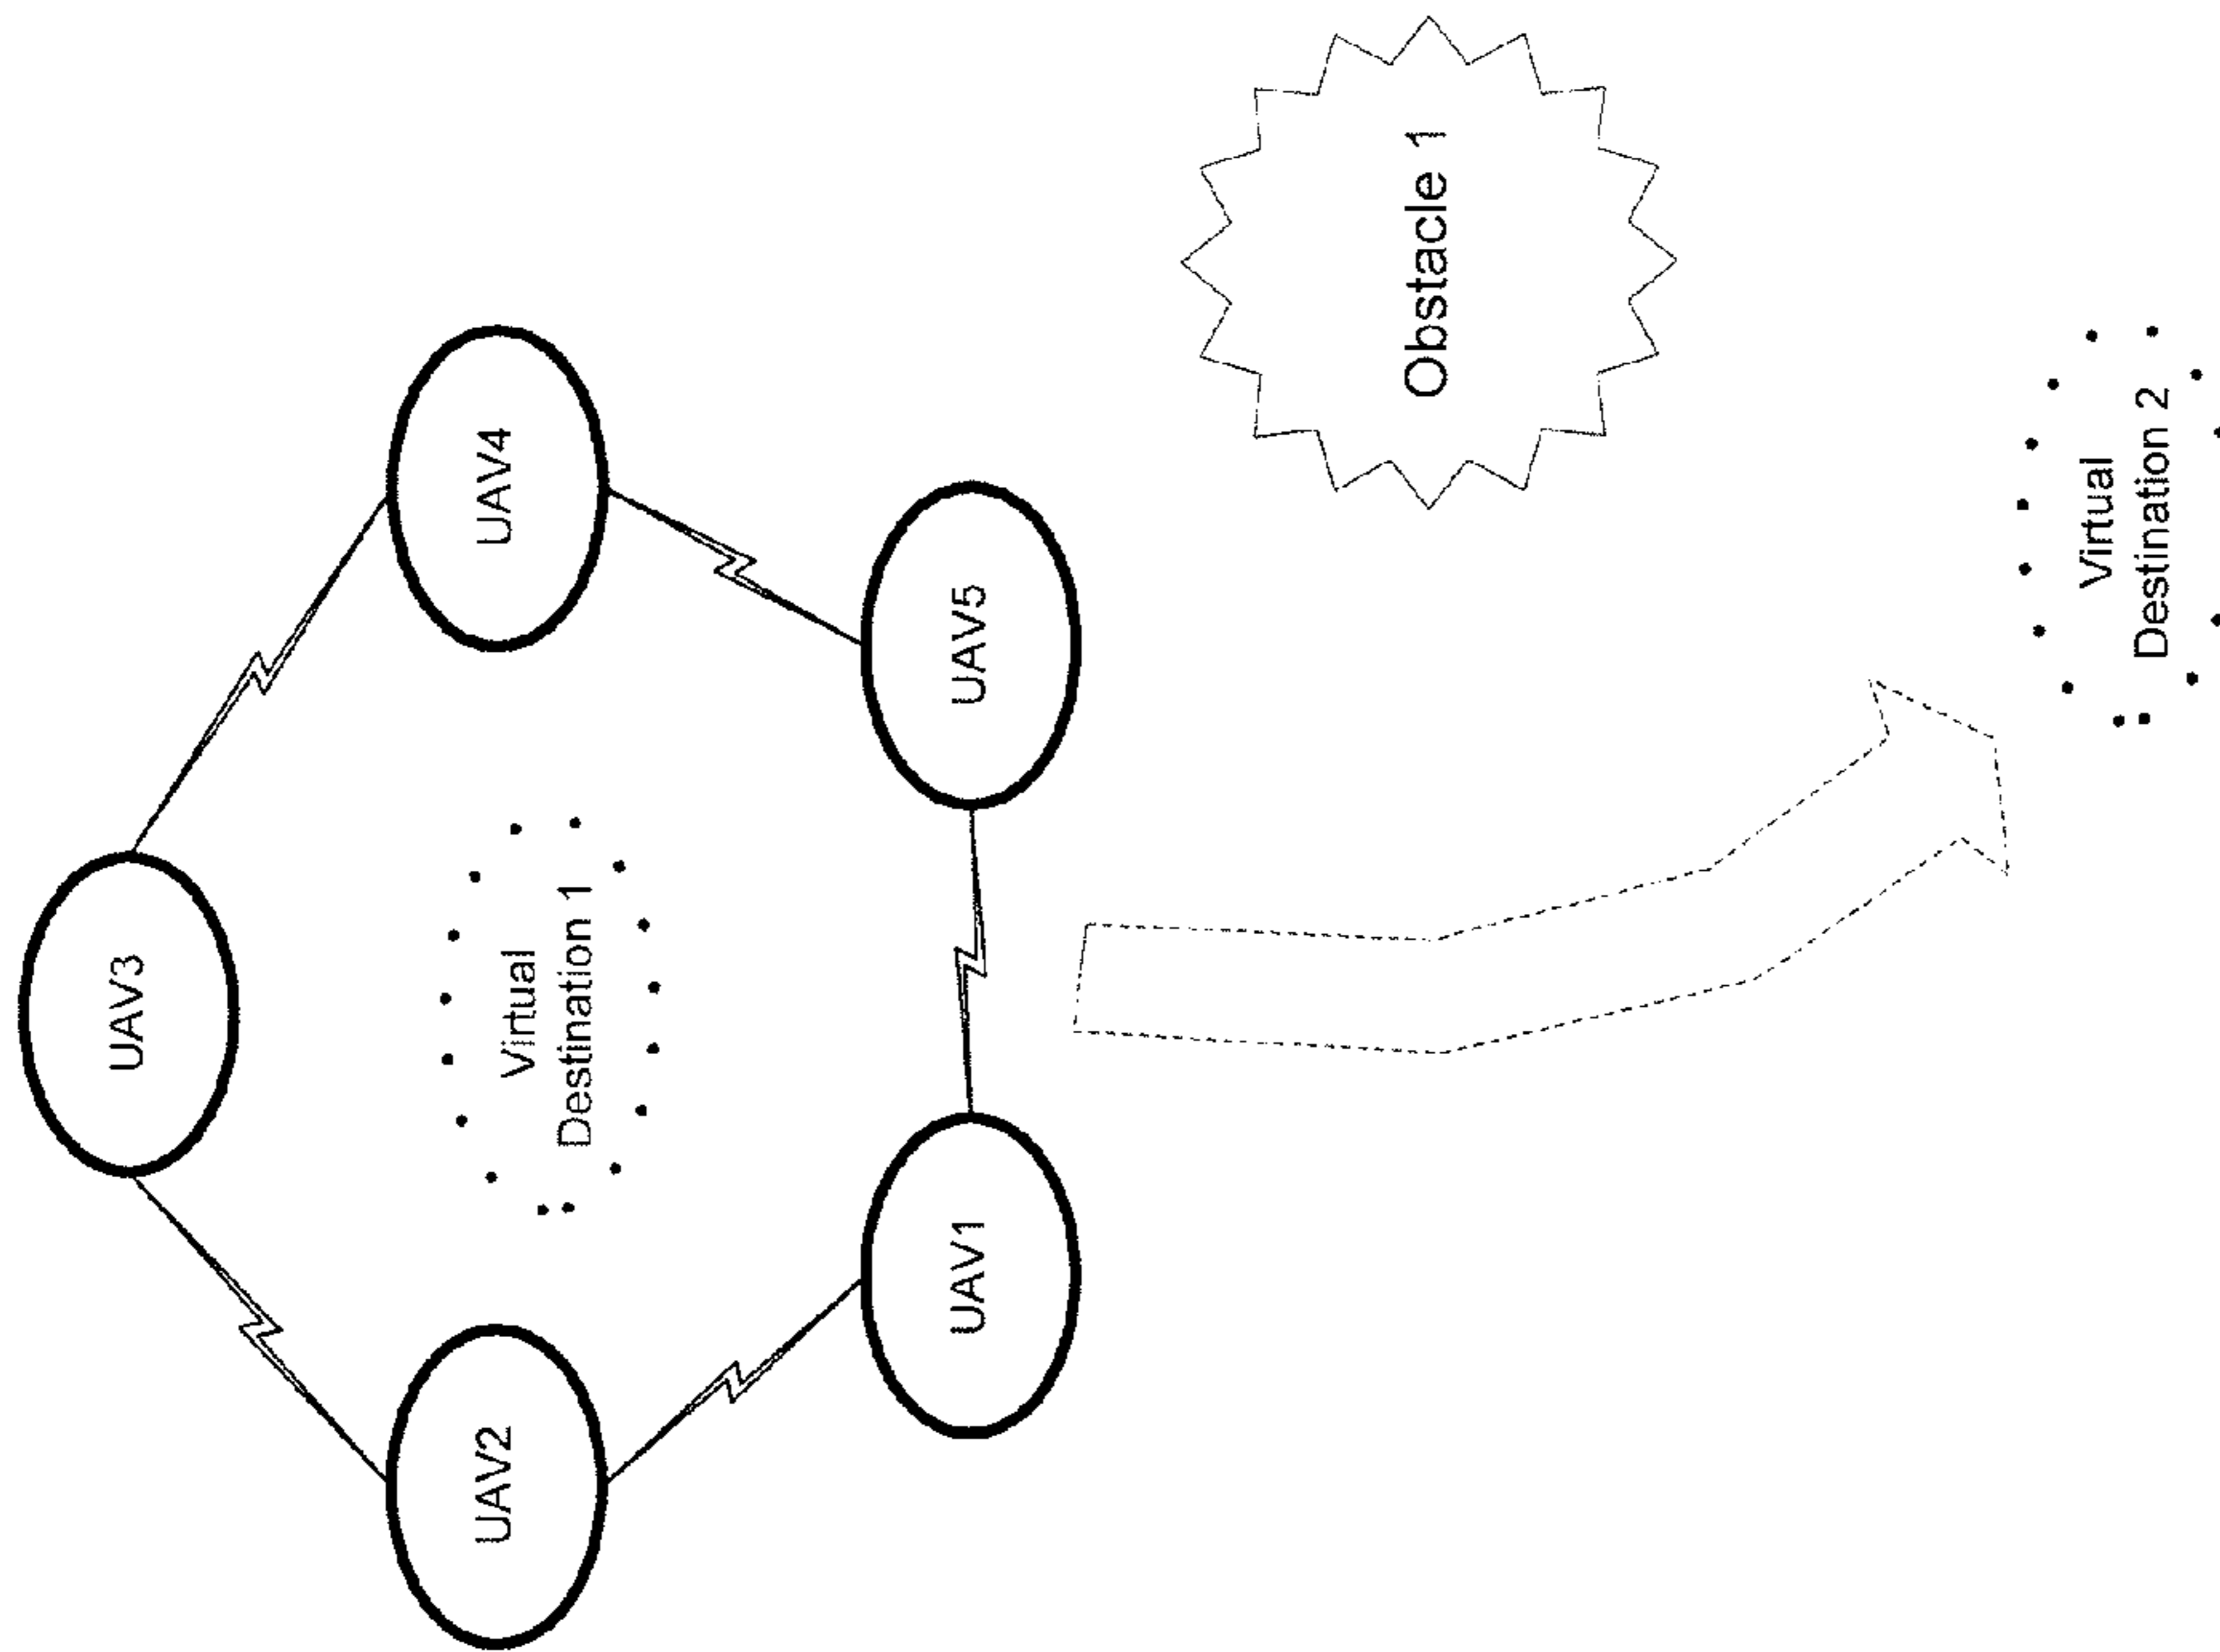 UAV3
UAV2
UAV4
Virtual
Destination 1
UAV1
UAV5
Obstacle 1
Virtual
Destination 2